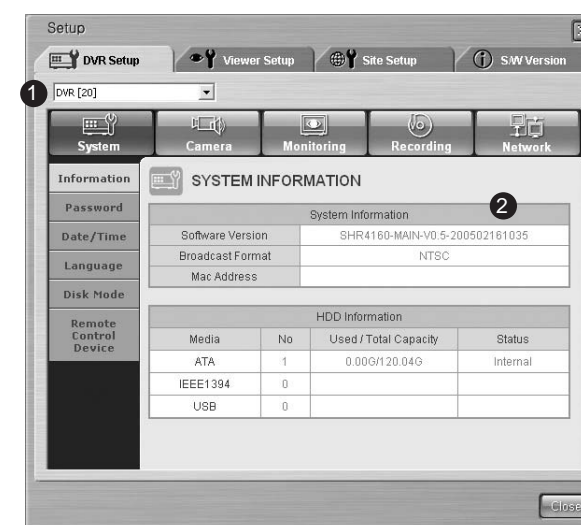 Setup
DVR Setup Viewer Setup Site Setup S/W Version
1 DVR [20]
System Camera Monitoring Recording Network
Information
Password
Date/Time
Language
Disk Mode
Remote
Control
Device
SYSTEM INFORMATION
2
System Information
Software Version SHR4160-MAIN-V0.5-200502161035
Broadcast Format NTSC
Mac Address
HDD Information
Media No Used / Total Capacity Status
ATA 1 0.00G/120.04G Internal
IEEE1394 0
USB 0
Close